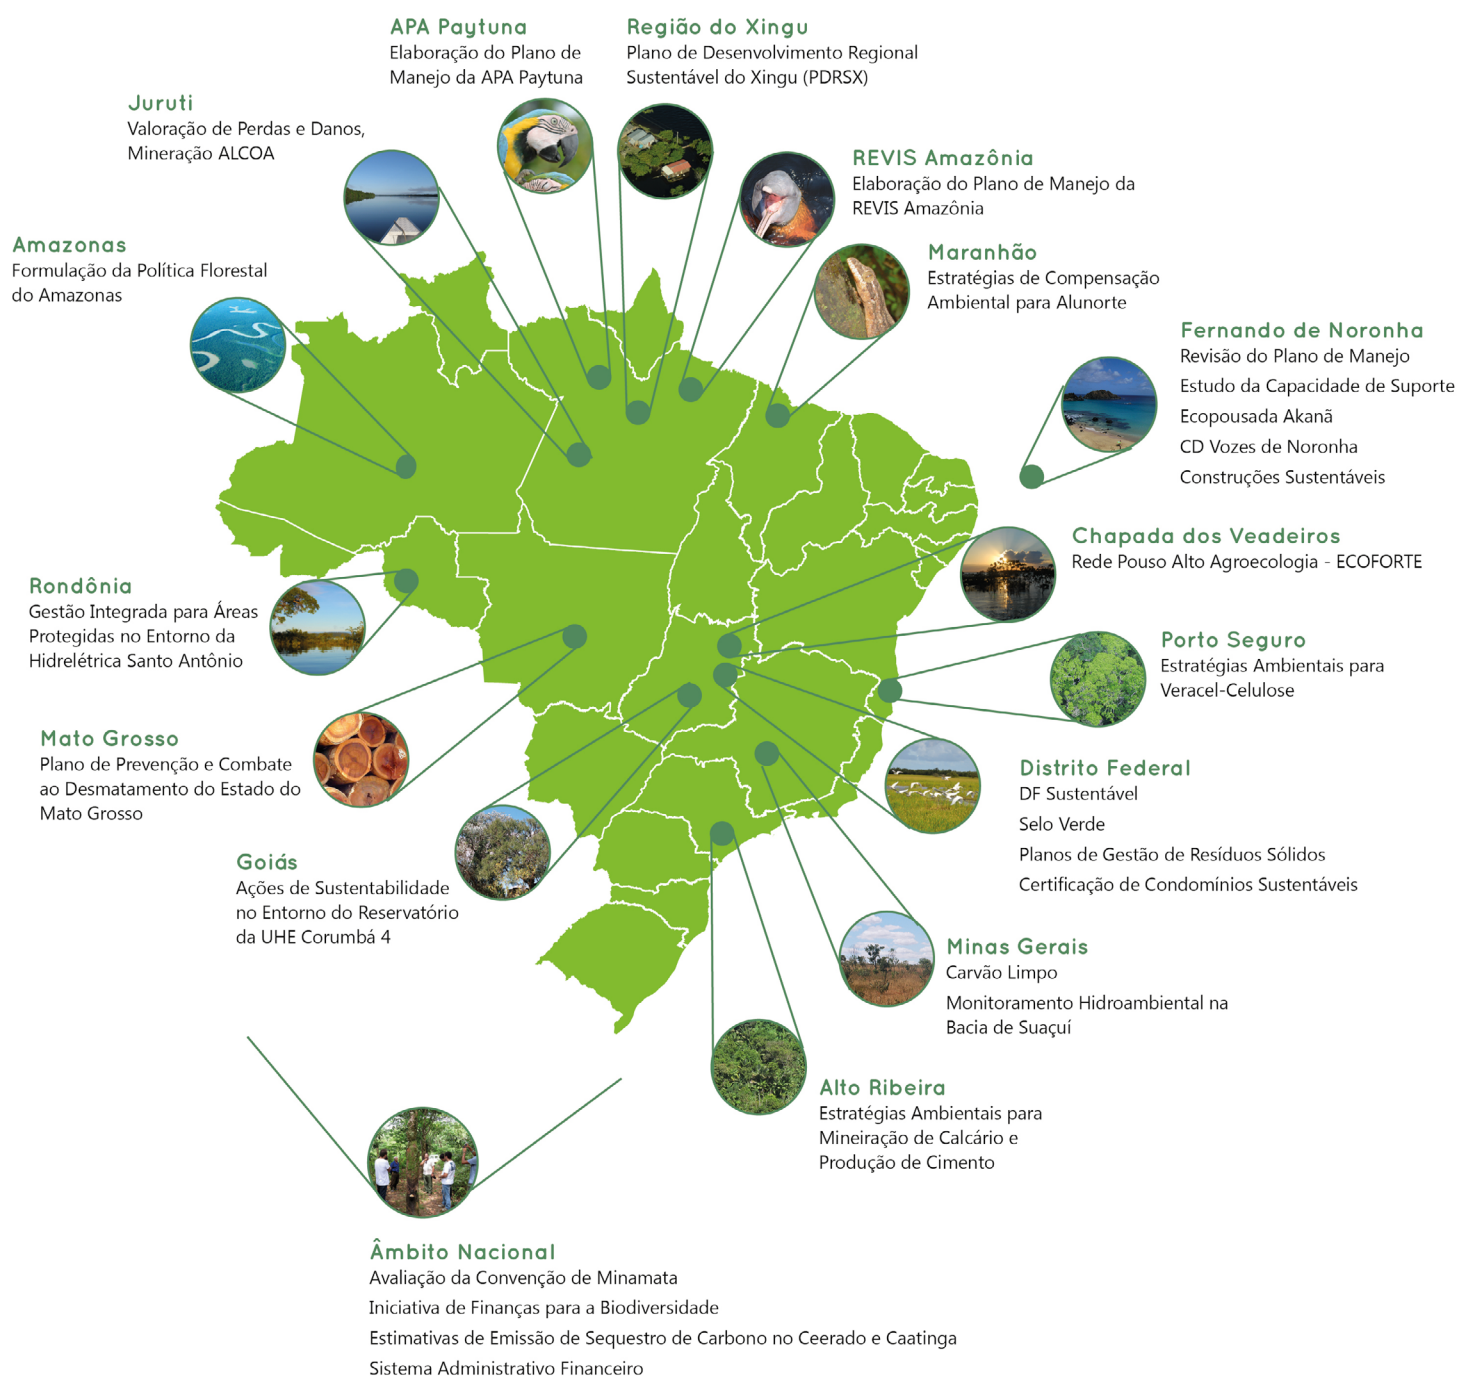 APA Paytuna
Elaboração do Plano de
Manejo da APA Paytuna
Região do Xingu
Plano de Desenvolvimento Regional
Sustentável do Xingu (PDRSX)
Juruti
Valoração de Perdas e Danos,
Mineração ALCOA
REVIS Amazônia
Elaboração do Plano de Manejo da
REVIS Amazônia
Amazonas
Formulação da Política Florestal
do Amazonas
Maranhão
Estratégias de Compensação
Ambiental para Alunorte
Fernando de Noronha
Revisão do Plano de Manejo
Estudo da Capacidade de Suporte
Ecopousada Akanã
CD Vozes de Noronha
Construções Sustentáveis
Chapada dos Veadeiros
Rede Pouso Alto Agroecologia - ECOFORTE
Rondônia
Gestão Integrada para Áreas
Protegidas no Entorno da
Hidrelétrica Santo Antônio
Porto Seguro
Estratégias Ambientais para
Veracel-Celulose
Mato Grosso
Plano de Prevenção e Combate
ao Desmatamento do Estado do
Mato Grosso
Distrito Federal
DF Sustentável
Selo Verde
Planos de Gestão de Resíduos Sólidos
Certificação de Condomínios Sustentáveis
Goiás
Ações de Sustentabilidade
no Entorno do Reservatório
da UHE Corumbá 4
Minas Gerais
Carvão Limpo
Monitoramento Hidroambiental na
Bacia de Suaçuí
Alto Ribeira
Estratégias Ambientais para
Mineiração de Calcário e
Produção de Cimento
Âmbito Nacional
Avaliação da Convenção de Minamata
Iniciativa de Finanças para a Biodiversidade
Estimativas de Emissão de Sequestro de Carbono no Ceerado e Caatinga
Sistema Administrativo Financeiro